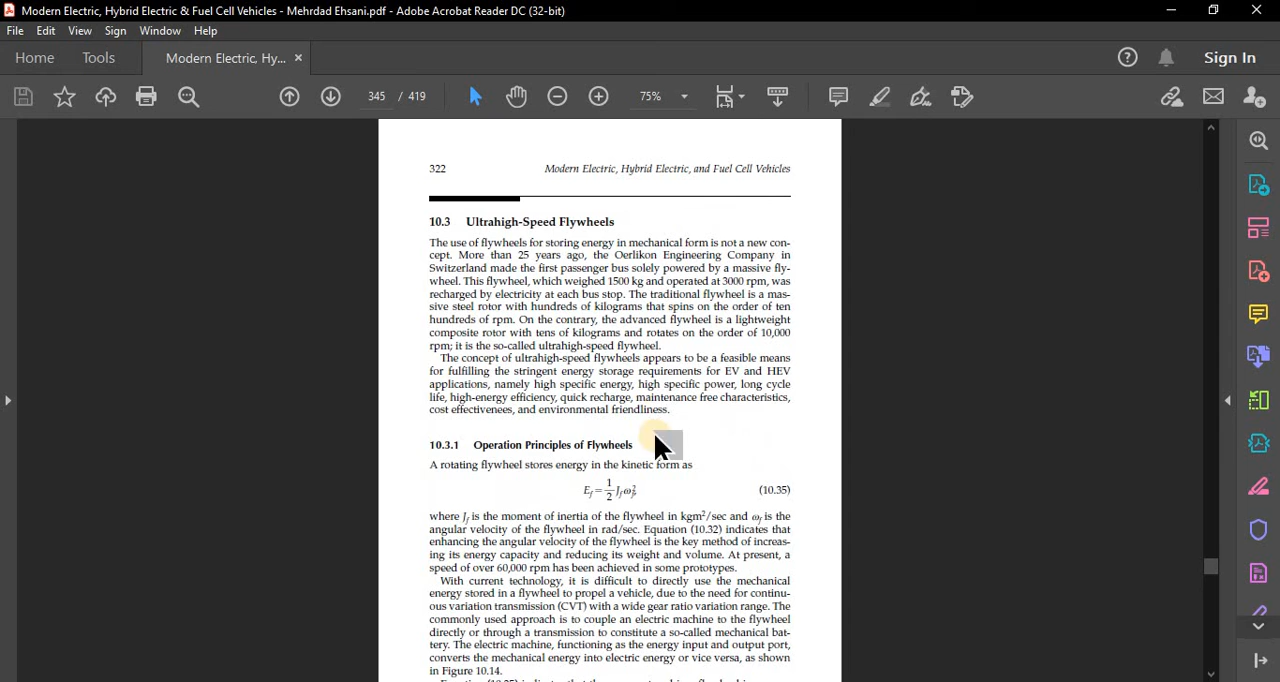 Modern Electric, Hybrid Electric & Fuel Cell Vehicles - Mehrdad Ehsani.pdf - Adobe Acrobat Reader DC (32-bit)
File Edit View Sign Window Help
Home Tools Modern Electric, Hy... × Sign In
345 / 419 75%
322 Modern Electric, Hybrid Electric, and Fuel Cell Vehicles
10.3 Ultrahigh-Speed Flywheels
The use of flywheels for storing energy in mechanical form is not a new con-
cept. More than 25 years ago, the Oerlikon Engineering Company in
Switzerland made the first passenger bus solely powered by a massive fly-
wheel. This flywheel, which weighed 1500 kg and operated at 3000 rpm, was
recharged by electricity at each bus stop. The traditional flywheel is a mas-
sive steel rotor with hundreds of kilograms that spins on the order of ten
hundreds of rpm. On the contrary, the advanced flywheel is a lightweight
composite rotor with tens of kilograms and rotates on the order of 10,000
rpm; it is the so-called ultrahigh-speed flywheel.
The concept of ultrahigh-speed flywheels appears to be a feasible means
for fulfilling the stringent energy storage requirements for EV and HEV
applications, namely high specific energy, high specific power, long cycle
life, high-energy efficiency, quick recharge, maintenance free characteristics,
cost effectivenees, and environmental friendliness.
10.3.1 Operation Principles of Flywheels
A rotating flywheel stores energy in the kinetic form as
E_f = 1/2 J_f ω_f², (10.35)
where J_f is the moment of inertia of the flywheel in kgm²/sec and ω_f is the
angular velocity of the flywheel in rad/sec. Equation (10.32) indicates that
enhancing the angular velocity of the flywheel is the key method of increas-
ing its energy capacity and reducing its weight and volume. At present, a
speed of over 60,000 rpm has been achieved in some prototypes.
With current technology, it is difficult to directly use the mechanical
energy stored in a flywheel to propel a vehicle, due to the need for continu-
ous variation transmission (CVT) with a wide gear ratio variation range. The
commonly used approach is to couple an electric machine to the flywheel
directly or through a transmission to constitute a so-called mechanical bat-
tery. The electric machine, functioning as the energy input and output port,
converts the mechanical energy into electric energy or vice versa, as shown
in Figure 10.14.